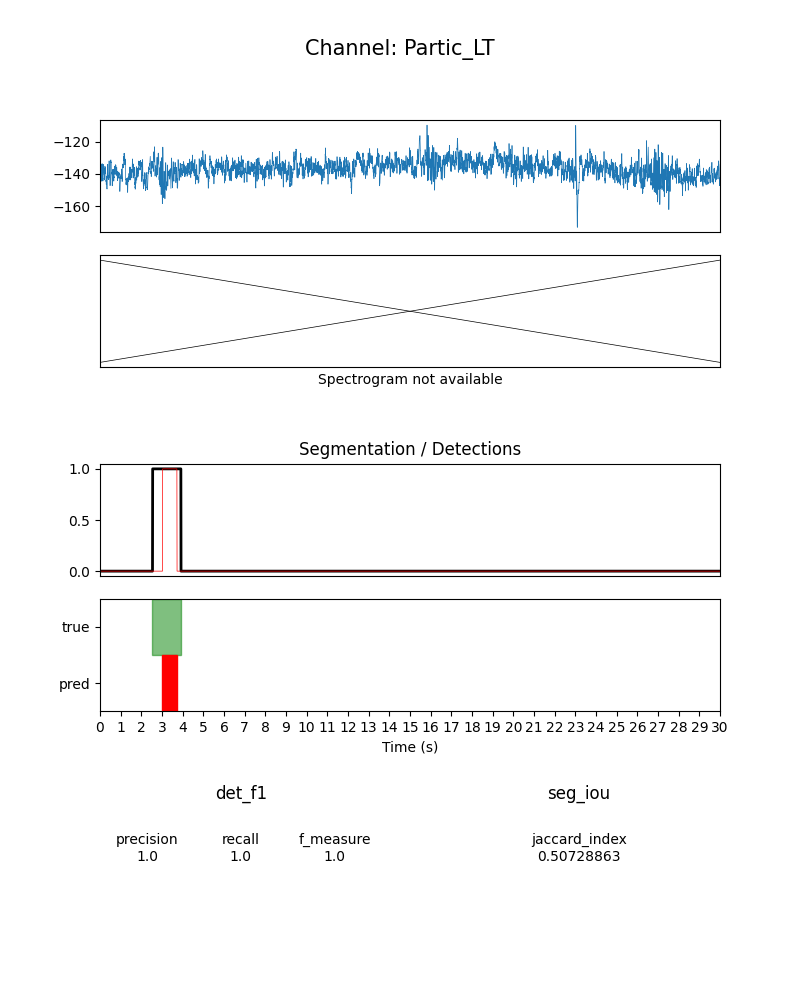 Channel: Partic_LT
−120
−140
−160
Spectrogram not available
Segmentation / Detections
1.0
0.5
0.0
true
pred
0 1 2 3 4 5 6 7 8 9 10 11 12 13 14 15 16 17 18 19 20 21 22 23 24 25 26 27 28 29 30
Time (s)
det_f1 seg_iou
precision recall f_measure jaccard_index
1.0 1.0 1.0 0.50728863